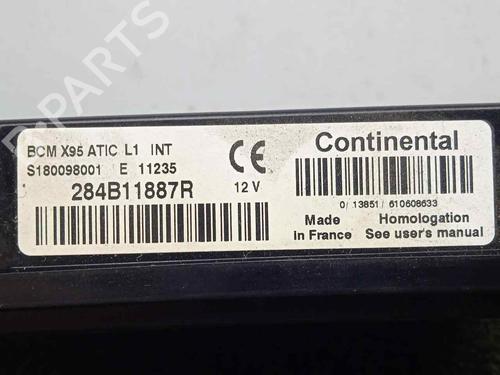 BCM X95 ATIC L1 INT
S180098001 E 11235
284B11887R
CE
12 V
Continental
0/ 13851/ 610608633
Made in France
Homologation
See user's manual
B-PARTS